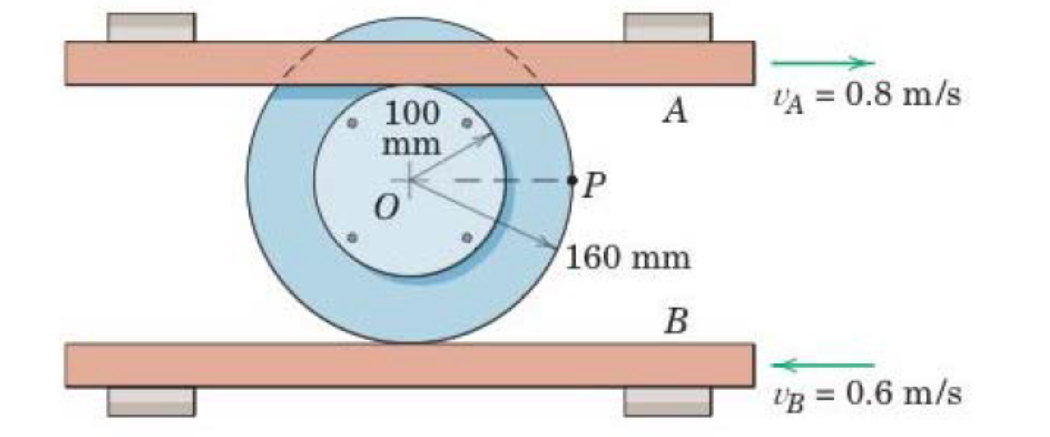 A
v_A = 0.8 m/s
100
mm
O
P
160 mm
B
v_B = 0.6 m/s